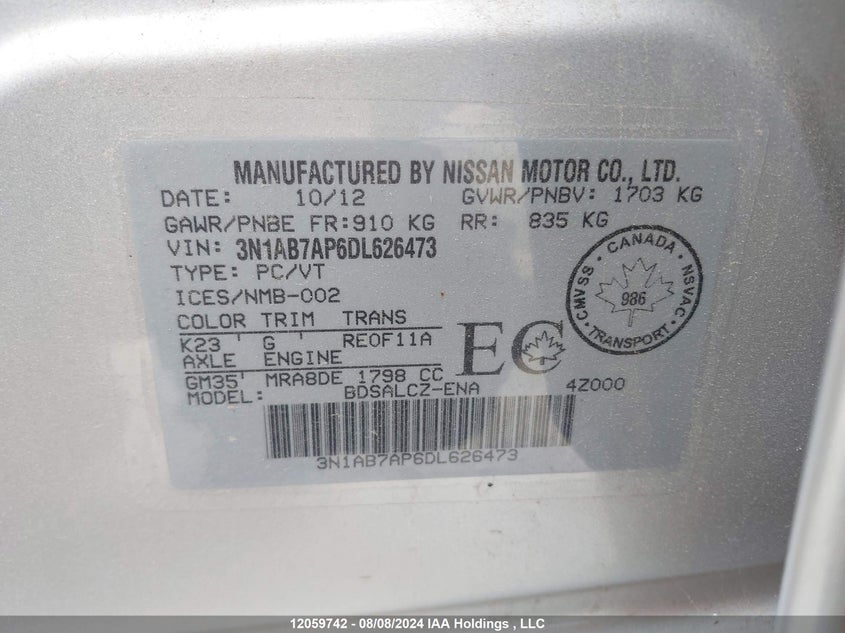 MANUFACTURED BY NISSAN MOTOR CO., LTD.
DATE: 10/12 GVWR/PNBV: 1703 KG
GAWR/PNBE FR:910 KG RR: 835 KG
VIN: 3N1AB7AP6DL626473
TYPE: PC/VT
ICES/NMB-002
COLOR TRIM TRANS
K23 ' G ' RE0F11A
AXLE ENGINE
GM35' MRA8DE 1798 CC
MODEL: BDSALCZ-ENA 4Z000
3N1AB7AP6DL626473
EC
CMVSS • CANADA • NSVAC
986
• TRANSPORT •
12059742 - 08/08/2024 IAA Holdings , LLC